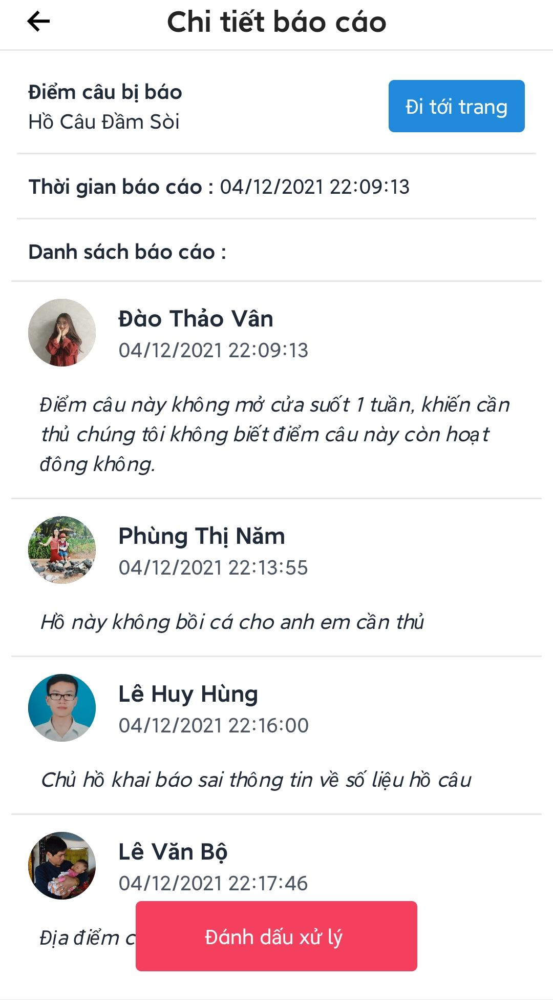 Chi tiết báo cáo
Điểm câu bị báo
Hồ Câu Đầm Sòi
Đi tới trang
Thời gian báo cáo : 04/12/2021 22:09:13
Danh sách báo cáo :
Đào Thảo Vân
04/12/2021 22:09:13
Điểm câu này không mở cửa suốt 1 tuần, khiến cần
thủ chúng tôi không biết điểm câu này còn hoạt
đông không.
Phùng Thị Năm
04/12/2021 22:13:55
Hồ này không bồi cá cho anh em cần thủ
Lê Huy Hùng
04/12/2021 22:16:00
Chủ hồ khai báo sai thông tin về số liệu hồ câu
Lê Văn Bộ
04/12/2021 22:17:46
Địa điểm
Đánh dấu xử lý